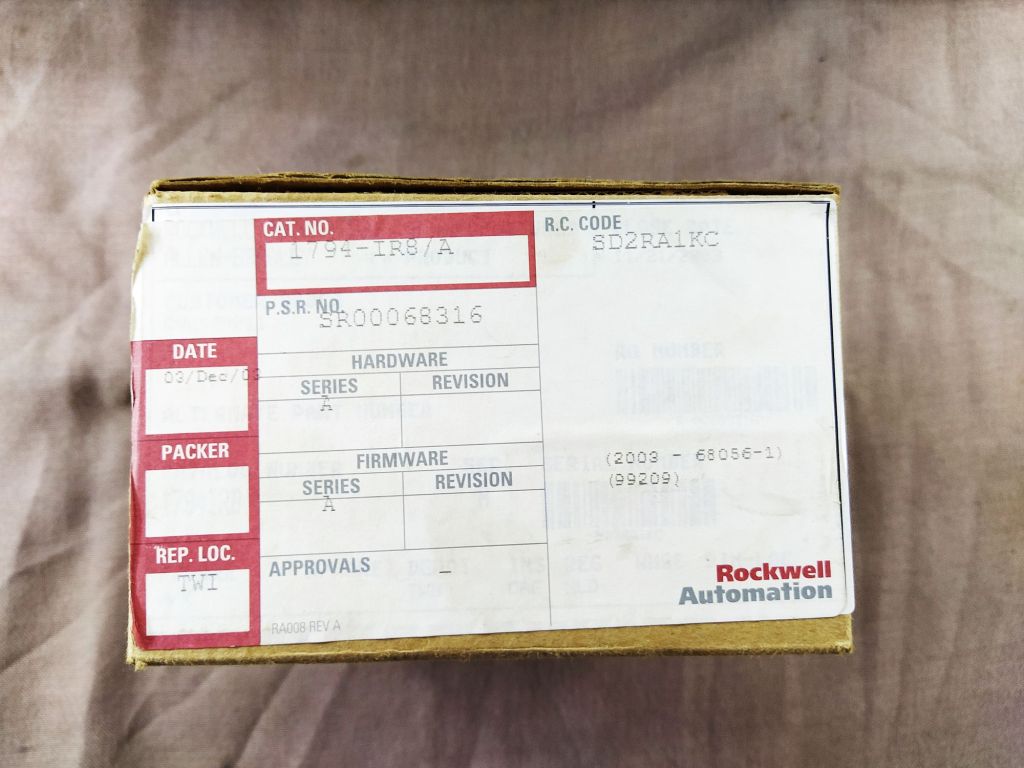 CAT. NO.
1794-IR8/A
R.C. CODE
SD2RA1KC
P.S.R. NO.
SR00068316
DATE
03/Dec/03
HARDWARE
SERIES
REVISION
A
PACKER
FIRMWARE
SERIES
REVISION
A
(2003 - 68056-1)
(99209)
REP. LOC.
TWI
APPROVALS
-
RA008 REV A
Rockwell
Automation